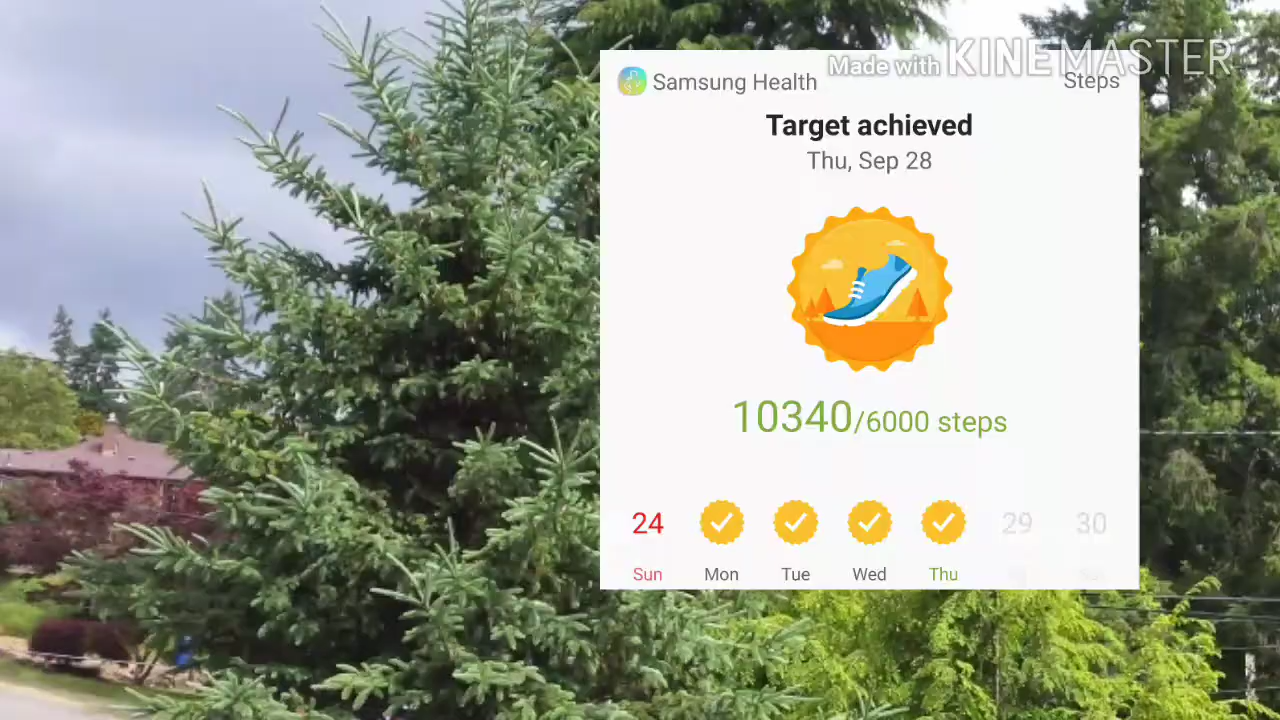 Made with KINEMASTER
Samsung Health
Steps
Target achieved
Thu, Sep 28
10340/6000 steps
24
29
30
Sun
Mon
Tue
Wed
Thu